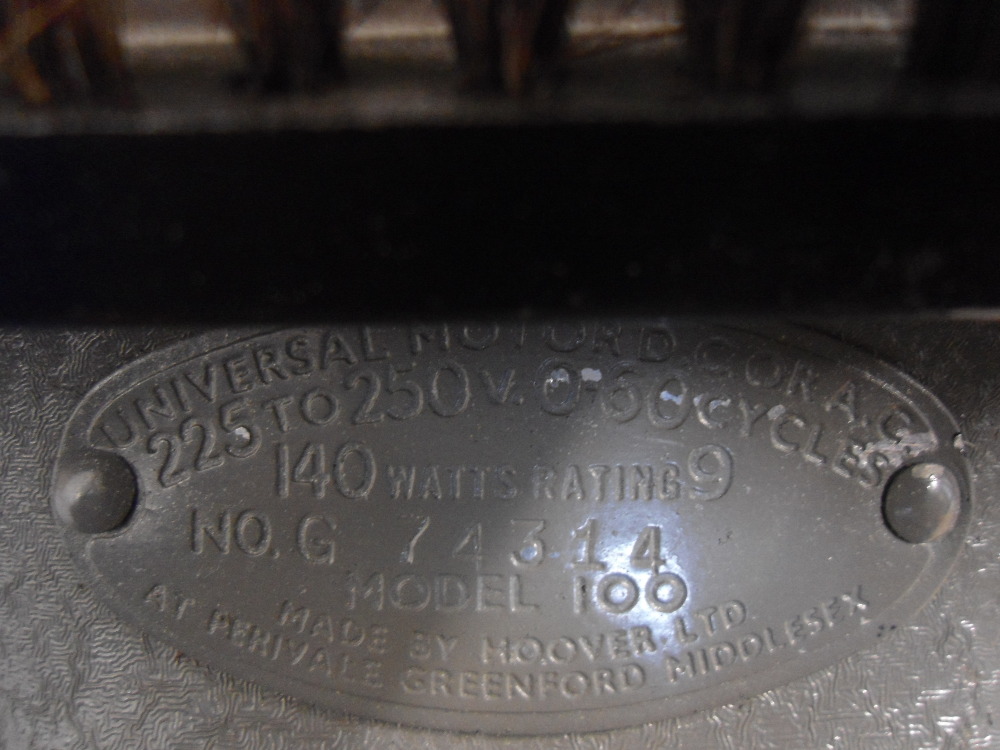 UNIVERSAL MOTOR D.C OR A.C
225 TO 250 V. 0-60 CYCLES
140 WATTS RATING 9
NO. G 74314
MODEL 100
MADE BY HOOVER LTD
AT PERIVALE GREENFORD MIDDLESEX